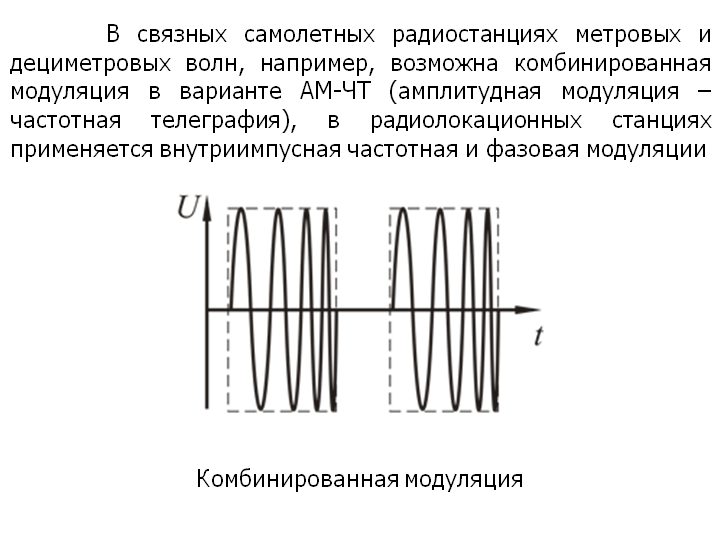 В связных самолетных радиостанциях метровых и
дециметровых волн, например, возможна комбинированная
модуляция в варианте АМ-ЧТ (амплитудная модуляция –
частотная телеграфия), в радиолокационных станциях
применяется внутриимпусная частотная и фазовая модуляции
U
t
Комбинированная модуляция